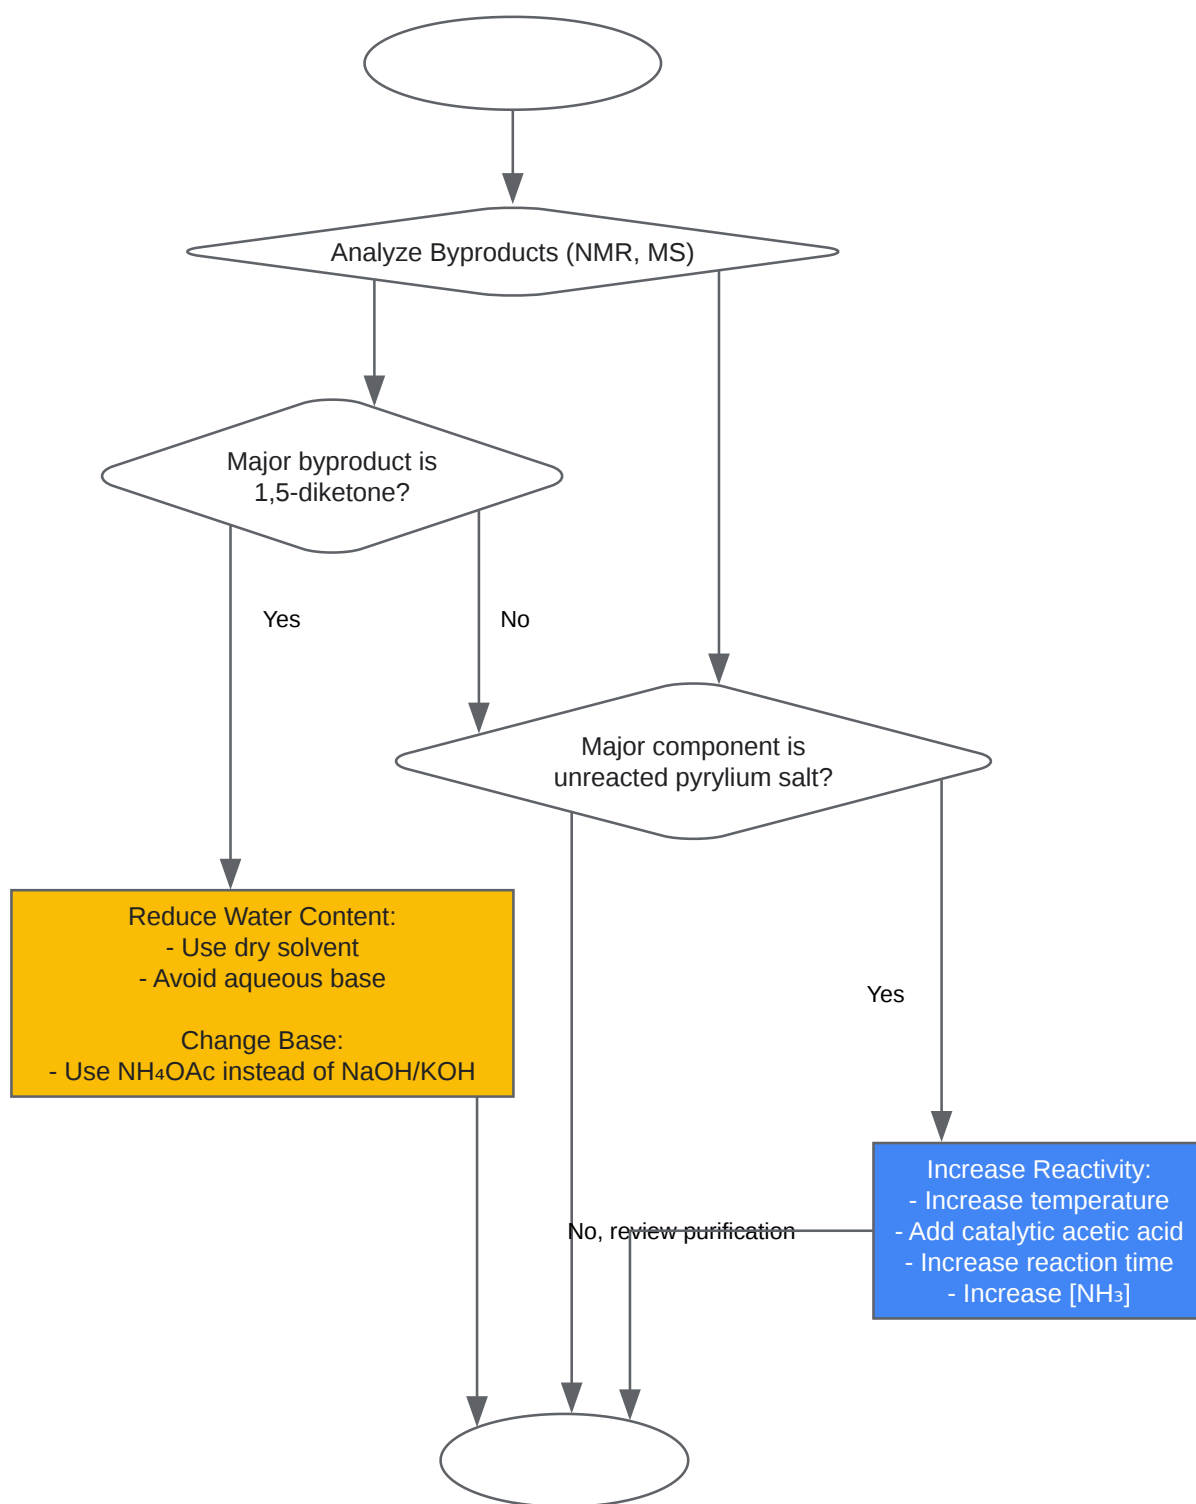 Analyze Byproducts (NMR, MS)
Major byproduct is
1,5-diketone?
Yes
No
Major component is
unreacted pyrylium salt?
Reduce Water Content:
- Use dry solvent
- Avoid aqueous base
Change Base:
- Use NH₄OAc instead of NaOH/KOH
Yes
Increase Reactivity:
- Increase temperature
- Add catalytic acetic acid
- Increase reaction time
- Increase [NH₃]
No, review purification